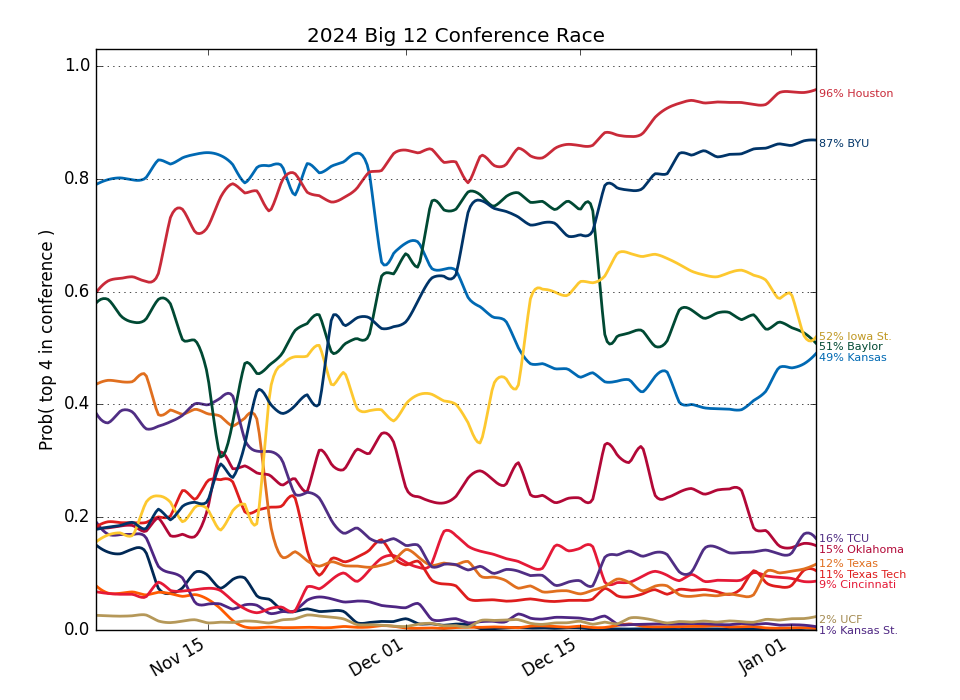 2024 Big 12 Conference Race
Prob( top 4 in conference )
1.0
0.8
0.6
0.4
0.2
0.0
Nov 15
Dec 01
Dec 15
Jan 01
96% Houston
87% BYU
52% Iowa St.
51% Baylor
49% Kansas
16% TCU
15% Oklahoma
12% Texas
11% Texas Tech
9% Cincinnati
2% UCF
1% Kansas St.